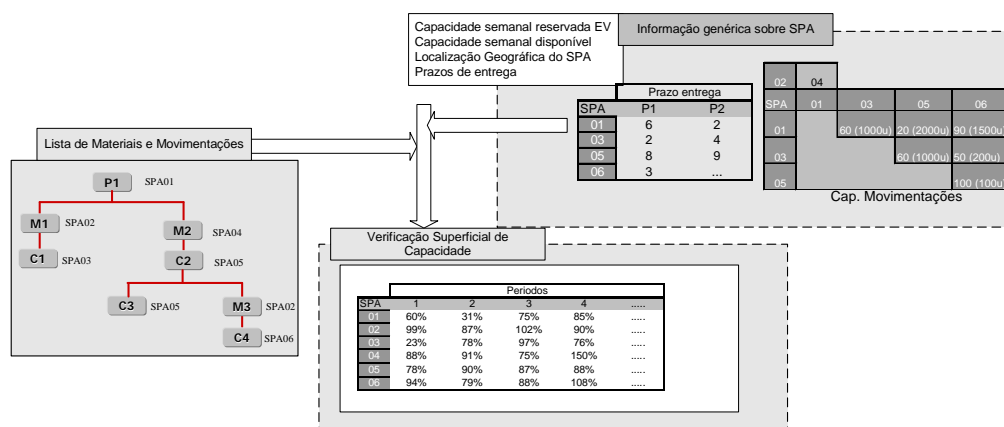 Capacidade semanal reservada EV
Capacidade semanal disponível
Localização Geográfica do SPA
Prazos de entrega
Informação genérica sobre SPA
Prazo entrega
SPA P1 P2
01 6 2
03 2 4
05 8 9
06 3 ...
02 04
SPA 01 03 05 06
01 60 (1000u) 20 (2000u) 90 (1500u)
03 60 (1000u) 50 (200u)
05 100 (100u)
Cap. Movimentações
Lista de Materiais e Movimentações
P1 SPA01
M1 SPA02
M2 SPA04
C1 SPA03
C2 SPA05
C3 SPA05
M3 SPA02
C4 SPA06
Verificação Superficial de
Capacidade
Periodos
SPA 1 2 3 4 .....
01 60% 31% 75% 85% .....
02 99% 87% 102% 90% .....
03 23% 78% 97% 76% .....
04 88% 91% 75% 150% .....
05 78% 90% 87% 88% .....
06 94% 79% 88% 108% .....